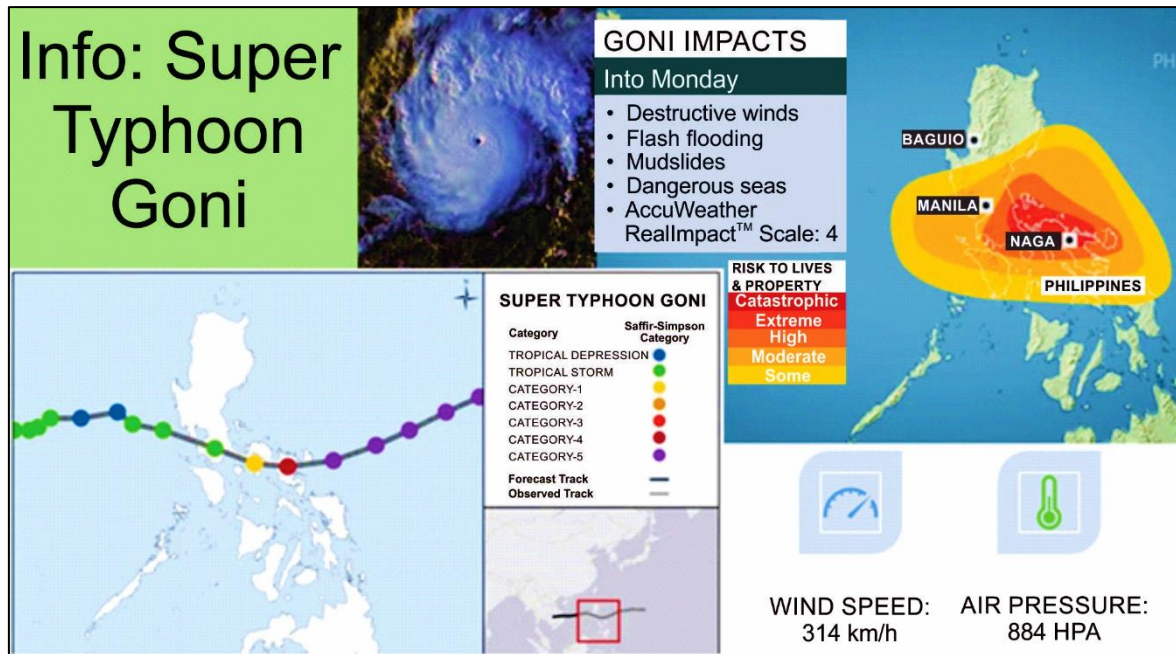 Info: Super
Typhoon
Goni
GONI IMPACTS
Into Monday
• Destructive winds
• Flash flooding
• Mudslides
• Dangerous seas
• AccuWeather
RealImpact™ Scale: 4
PH
BAGUIO
MANILA
NAGA
PHILIPPINES
RISK TO LIVES
& PROPERTY
Catastrophic
Extreme
High
Moderate
Some
SUPER TYPHOON GONI
Category
Saffir-Simpson
Category
TROPICAL DEPRESSION
TROPICAL STORM
CATEGORY-1
CATEGORY-2
CATEGORY-3
CATEGORY-4
CATEGORY-5
Forecast Track
Observed Track
WIND SPEED:
314 km/h
AIR PRESSURE:
884 HPA